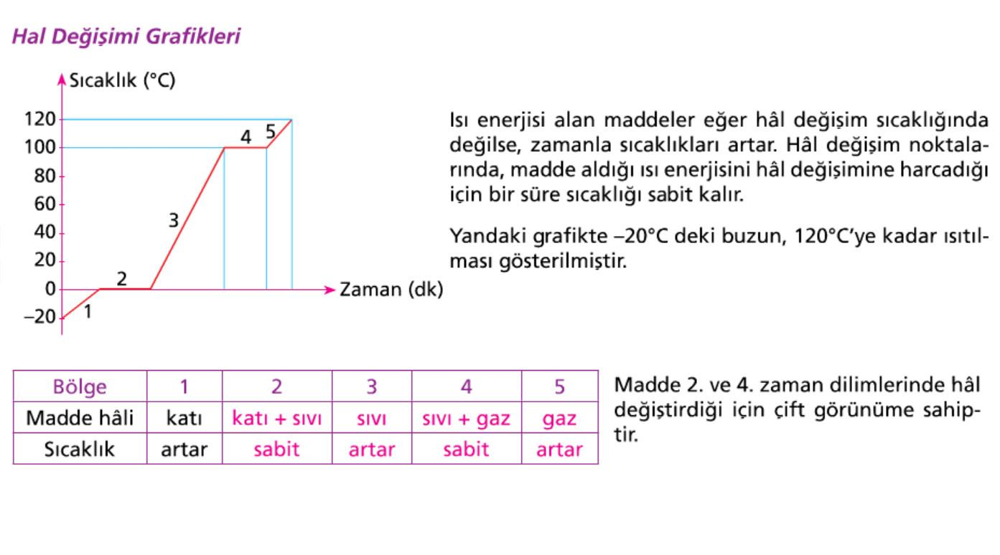 Hal Değişimi Grafikleri
Sıcaklık (°C)
120
100
80
60
40
20
0
–20
1
2
3
4
5
Zaman (dk)
Isı enerjisi alan maddeler eğer hâl değişim sıcaklığında
değilse, zamanla sıcaklıkları artar. Hâl değişim noktala-
rında, madde aldığı ısı enerjisini hâl değişimine harcadığı
için bir süre sıcaklığı sabit kalır.
Yandaki grafikte –20°C deki buzun, 120°C’ye kadar ısıtıl-
ması gösterilmiştir.
Bölge 1 2 3 4 5
Madde hâli katı katı + sıvı sıvı sıvı + gaz gaz
Sıcaklık artar sabit artar sabit artar
Madde 2. ve 4. zaman dilimlerinde hâl
değiştirdiği için çift görünüme sahip-
tir.